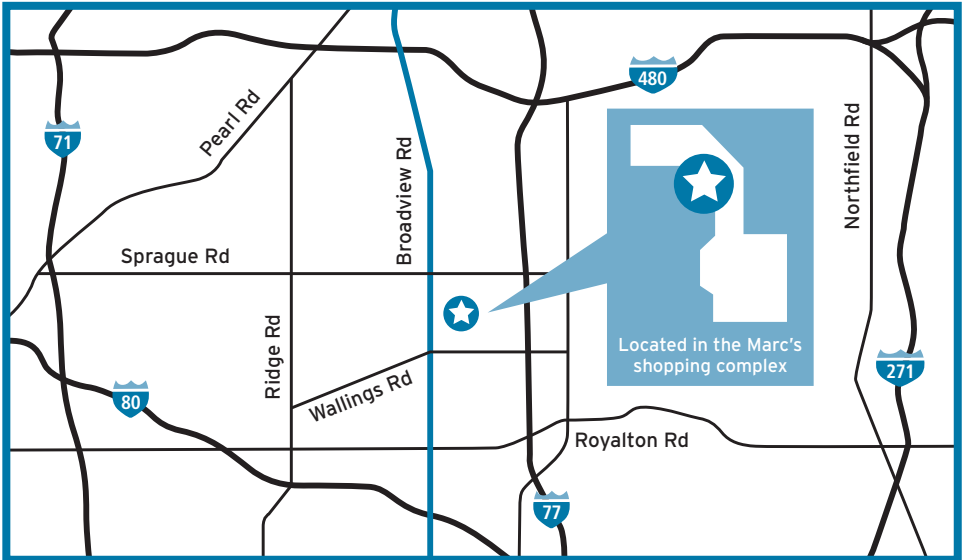 480
Pearl Rd
71
Northfield Rd
Broadview Rd
Sprague Rd
Ridge Rd
Located in the Marc's
shopping complex
271
Wallings Rd
80
Royalton Rd
77